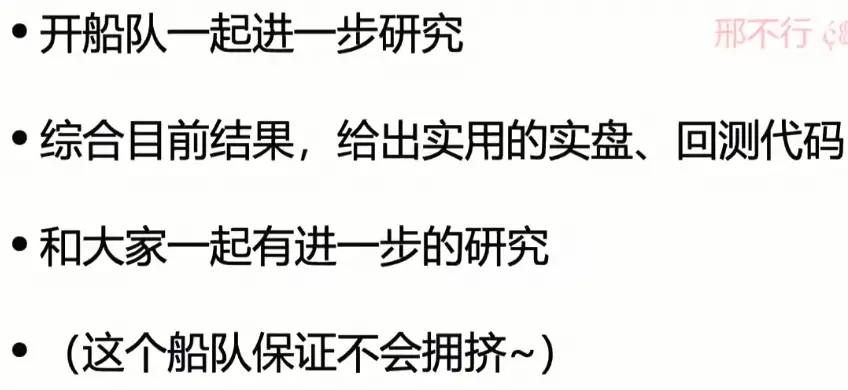 • 开船队一起进一步研究
邢不行
• 综合目前结果，给出实用的实盘、回测代码
• 和大家一起有进一步的研究
• （这个船队保证不会拥挤~）